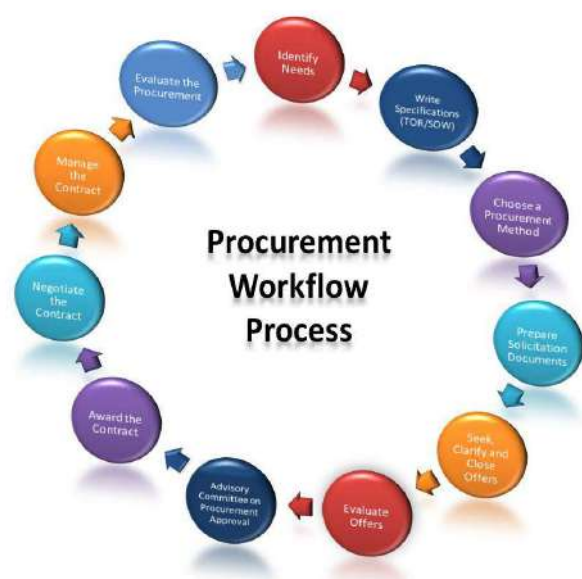 Identify
Needs
Write
Specifications
(TOR/SOW)
Choose a
Procurement
Method
Prepare
Solicitation
Documents
Seek,
Clarify and
Close
Offers
Evaluate
Offers
Advisory
Committee on
Procurement
Approval
Award the
Contract
Negotiate
the
Contract
Manage
the
Contract
Evaluate the
Procurement
Procurement
Workflow
Process